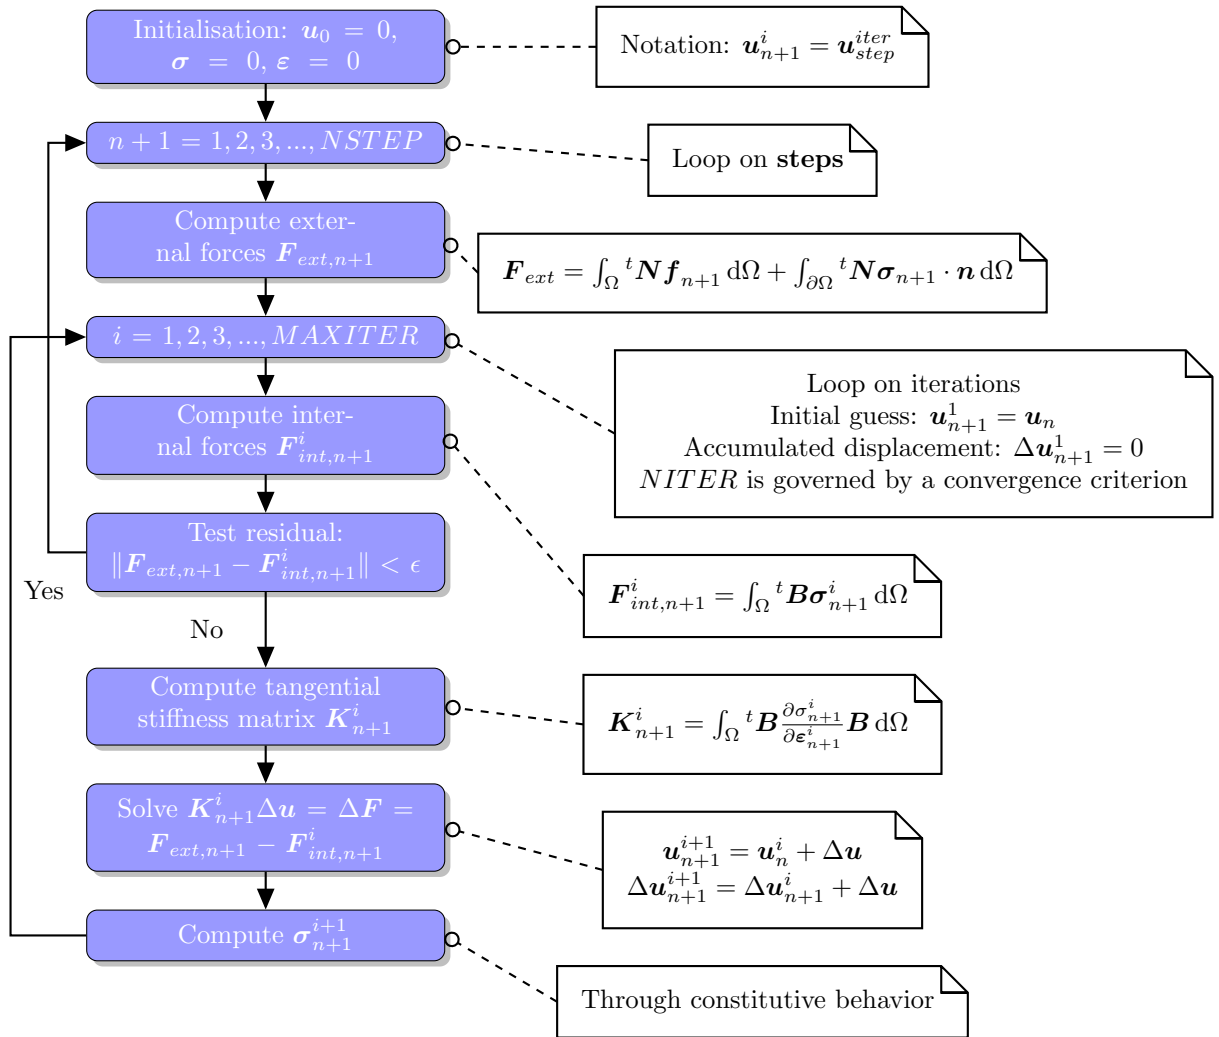 Initialisation: u_0 = 0,
σ = 0, ε = 0
Notation: u^i_{n+1} = u^{iter}_{step}
n + 1 = 1, 2, 3, ..., NSTEP
Loop on steps
Compute exter-
nal forces F_{ext,n+1}
F_{ext} = ∫_Ω ^tN f_{n+1} dΩ + ∫_{∂Ω} ^tN σ_{n+1} · n dΩ
i = 1, 2, 3, ..., MAXITER
Loop on iterations
Initial guess: u^1_{n+1} = u_n
Accumulated displacement: Δu^1_{n+1} = 0
NITER is governed by a convergence criterion
Compute inter-
nal forces F^i_{int,n+1}
Test residual:
‖F_{ext,n+1} − F^i_{int,n+1}‖ < ϵ
Yes
F^i_{int,n+1} = ∫_Ω ^tB σ^i_{n+1} dΩ
No
Compute tangential
stiffness matrix K^i_{n+1}
K^i_{n+1} = ∫_Ω ^tB ∂σ^i_{n+1}/∂ε^i_{n+1} B dΩ
Solve K^i_{n+1} Δu = ΔF =
F_{ext,n+1} − F^i_{int,n+1}
u^{i+1}_{n+1} = u^i_n + Δu
Δu^{i+1}_{n+1} = Δu^i_{n+1} + Δu
Compute σ^{i+1}_{n+1}
Through constitutive behavior